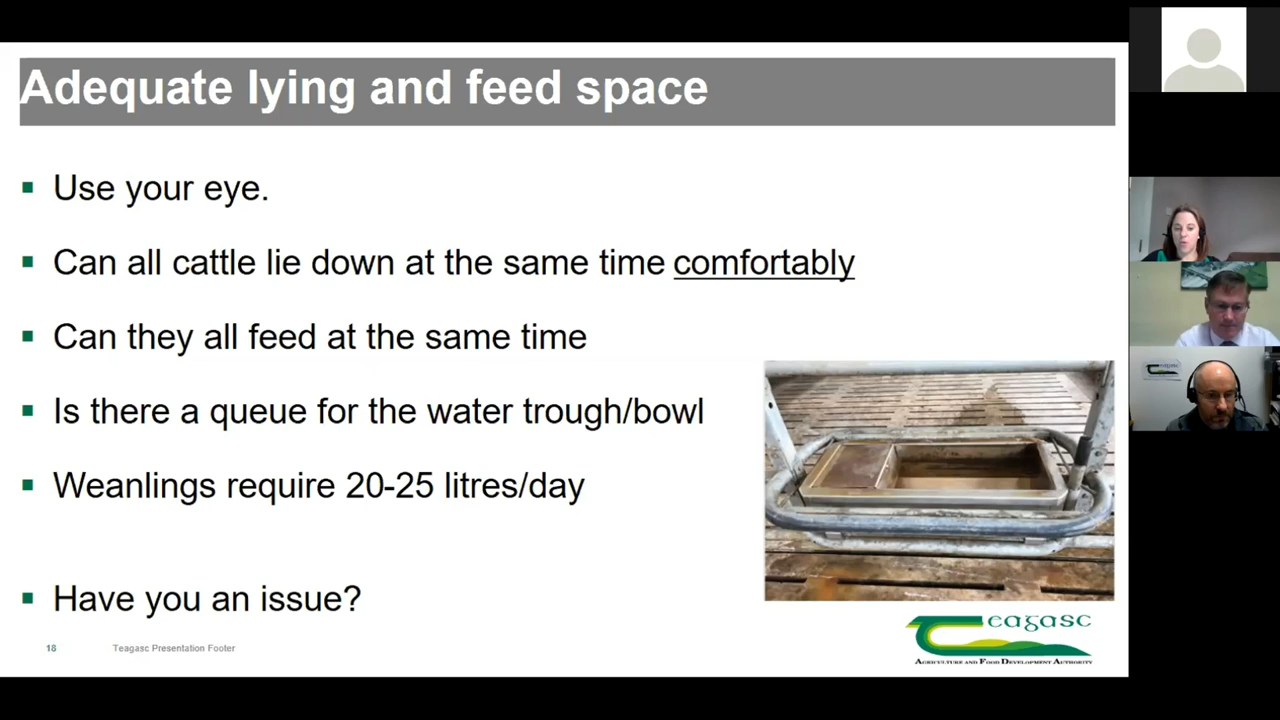 Adequate lying and feed space
Use your eye.
Can all cattle lie down at the same time comfortably
Can they all feed at the same time
Is there a queue for the water trough/bowl
Weanlings require 20-25 litres/day
Have you an issue?
18 Teagasc Presentation Footer
Teagasc
Agriculture and Food Development Authority